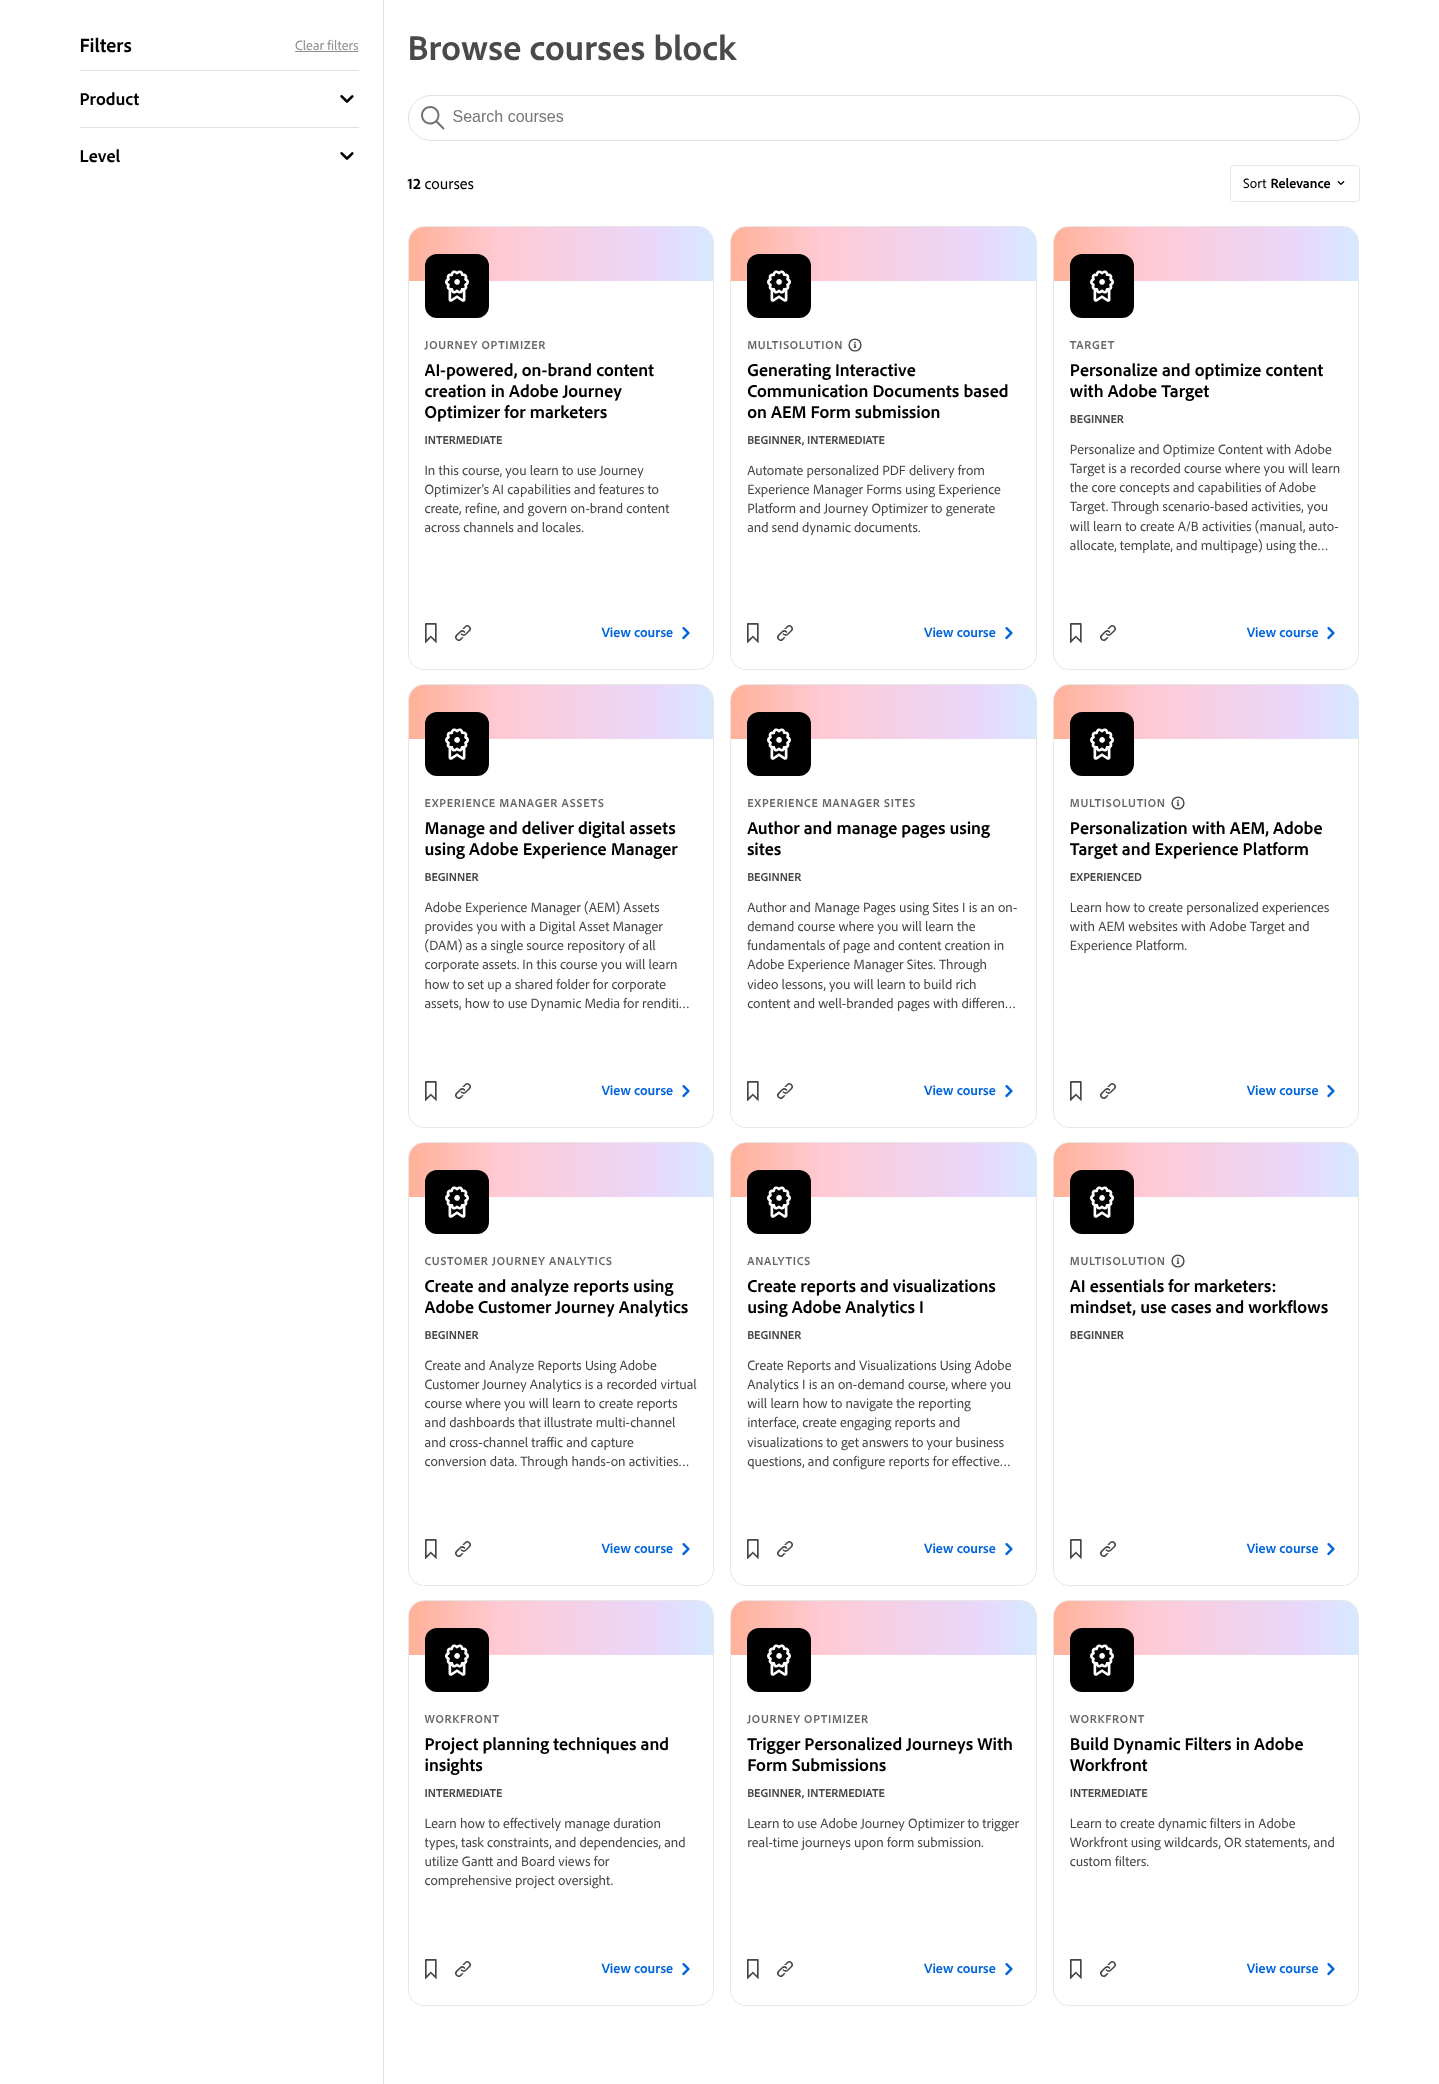 Filters
Clear filters
Product
Level
Browse courses block
Search courses
12 courses
Sort Relevance
JOURNEY OPTIMIZER
AI-powered, on-brand content
creation in Adobe Journey
Optimizer for marketers
INTERMEDIATE
In this course, you learn to use Journey
Optimizer's AI capabilities and features to
create, refine, and govern on-brand content
across channels and locales.
View course
MULTISOLUTION
Generating Interactive
Communication Documents based
on AEM Form submission
BEGINNER, INTERMEDIATE
Automate personalized PDF delivery from
Experience Manager Forms using Experience
Platform and Journey Optimizer to generate
and send dynamic documents.
View course
TARGET
Personalize and optimize content
with Adobe Target
BEGINNER
Personalize and Optimize Content with Adobe
Target is a recorded course where you will learn
the core concepts and capabilities of Adobe
Target. Through scenario-based activities, you
will learn to create A/B activities (manual, auto-
allocate, template, and multipage) using the...
View course
EXPERIENCE MANAGER ASSETS
Manage and deliver digital assets
using Adobe Experience Manager
BEGINNER
Adobe Experience Manager (AEM) Assets
provides you with a Digital Asset Manager
(DAM) as a single source repository of all
corporate assets. In this course you will learn
how to set up a shared folder for corporate
assets, how to use Dynamic Media for renditi...
View course
EXPERIENCE MANAGER SITES
Author and manage pages using
sites
BEGINNER
Author and Manage Pages using Sites I is an on-
demand course where you will learn the
fundamentals of page and content creation in
Adobe Experience Manager Sites. Through
video lessons, you will learn to build rich
content and well-branded pages with differen...
View course
MULTISOLUTION
Personalization with AEM, Adobe
Target and Experience Platform
EXPERIENCED
Learn how to create personalized experiences
with AEM websites with Adobe Target and
Experience Platform.
View course
CUSTOMER JOURNEY ANALYTICS
Create and analyze reports using
Adobe Customer Journey Analytics
BEGINNER
Create and Analyze Reports Using Adobe
Customer Journey Analytics is a recorded virtual
course where you will learn to create reports
and dashboards that illustrate multi-channel
and cross-channel traffic and capture
conversion data. Through hands-on activities...
View course
ANALYTICS
Create reports and visualizations
using Adobe Analytics I
BEGINNER
Create Reports and Visualizations Using Adobe
Analytics I is an on-demand course, where you
will learn how to navigate the reporting
interface, create engaging reports and
visualizations to get answers to your business
questions, and configure reports for effective...
View course
MULTISOLUTION
AI essentials for marketers:
mindset, use cases and workflows
BEGINNER
View course
WORKFRONT
Project planning techniques and
insights
INTERMEDIATE
Learn how to effectively manage duration
types, task constraints, and dependencies, and
utilize Gantt and Board views for
comprehensive project oversight.
View course
JOURNEY OPTIMIZER
Trigger Personalized Journeys With
Form Submissions
BEGINNER, INTERMEDIATE
Learn to use Adobe Journey Optimizer to trigger
real-time journeys upon form submission.
View course
WORKFRONT
Build Dynamic Filters in Adobe
Workfront
INTERMEDIATE
Learn to create dynamic filters in Adobe
Workfront using wildcards, OR statements, and
custom filters.
View course